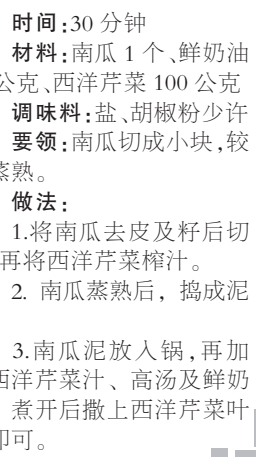 时间:30 分钟
材料:南瓜 1 个、鲜奶油
公克、西洋芹菜 100 公克
调味料:盐、胡椒粉少许
要领:南瓜切成小块,较
蒸熟。
做法:
1.将南瓜去皮及籽后切
再将西洋芹菜榨汁。
2. 南瓜蒸熟后, 捣成泥
3.南瓜泥放入锅,再加
西洋芹菜汁、高汤及鲜奶
煮开后撒上西洋芹菜叶
即可。